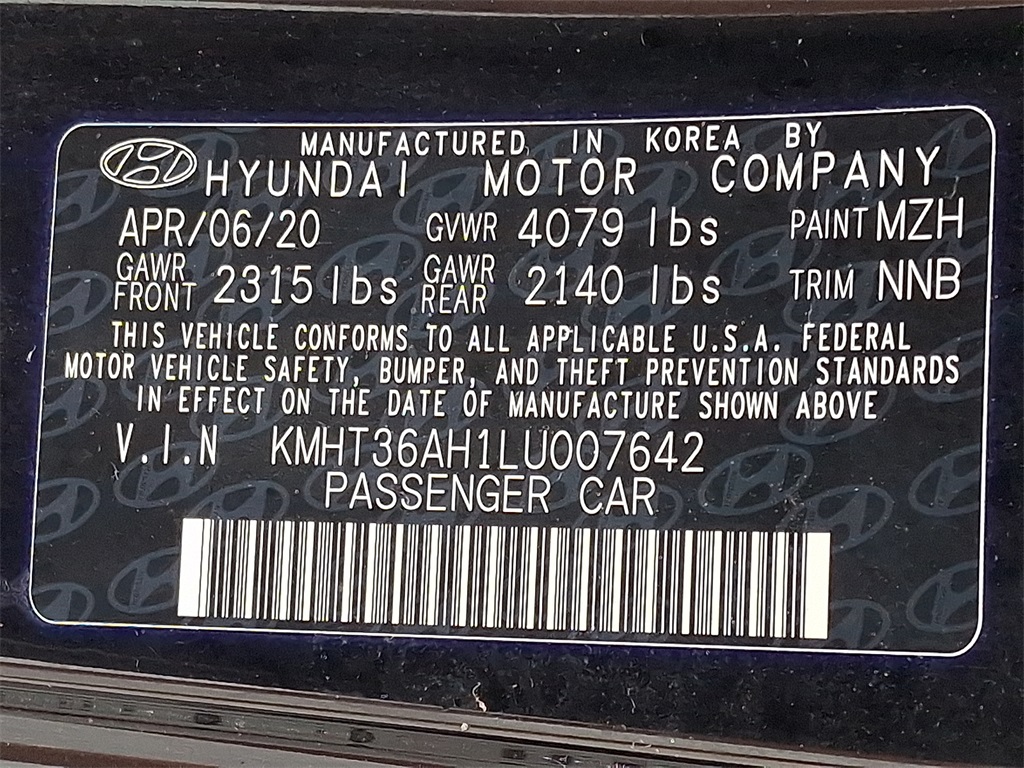 MANUFACTURED IN KOREA BY
HYUNDAI MOTOR COMPANY
APR/06/20 GVWR 4079 lbs PAINT MZH
GAWR FRONT 2315 lbs GAWR REAR 2140 lbs TRIM NNB
THIS VEHICLE CONFORMS TO ALL APPLICABLE U.S.A. FEDERAL
MOTOR VEHICLE SAFETY, BUMPER, AND THEFT PREVENTION STANDARDS
IN EFFECT ON THE DATE OF MANUFACTURE SHOWN ABOVE
V.I.N KMHT36AH1LU007642
PASSENGER CAR